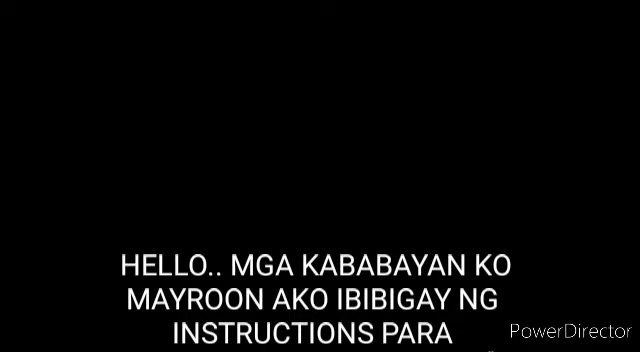 HELLO.. MGA KABABAYAN KO
MAYROON AKO IBIBIGAY NG
INSTRUCTIONS PARA
PowerDirector